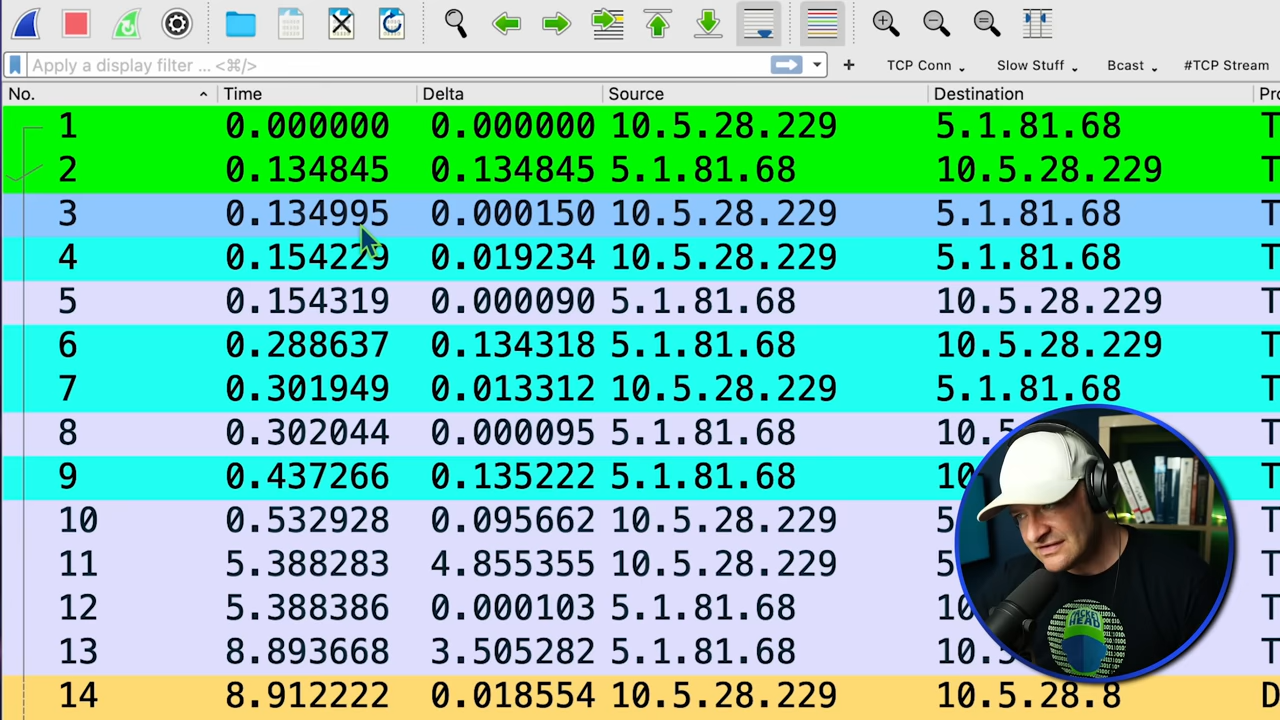 Apply a display filter ... <⌘/>
TCP Conn
Slow Stuff
Bcast
#TCP Stream
No. Time Delta Source Destination Pro
1 0.000000 0.000000 10.5.28.229 5.1.81.68 T
2 0.134845 0.134845 5.1.81.68 10.5.28.229 T
3 0.134995 0.000150 10.5.28.229 5.1.81.68 T
4 0.154229 0.019234 10.5.28.229 5.1.81.68 T
5 0.154319 0.000090 5.1.81.68 10.5.28.229 T
6 0.288637 0.134318 5.1.81.68 10.5.28.229 T
7 0.301949 0.013312 10.5.28.229 5.1.81.68 T
8 0.302044 0.000095 5.1.81.68 10.5
9 0.437266 0.135222 5.1.81.68 10
10 0.532928 0.095662 10.5.28.229 5
11 5.388283 4.855355 10.5.28.229 5
12 5.388386 0.000103 5.1.81.68 10
13 8.893668 3.505282 5.1.81.68 10
14 8.912222 0.018554 10.5.28.229 10.5.28.8 D